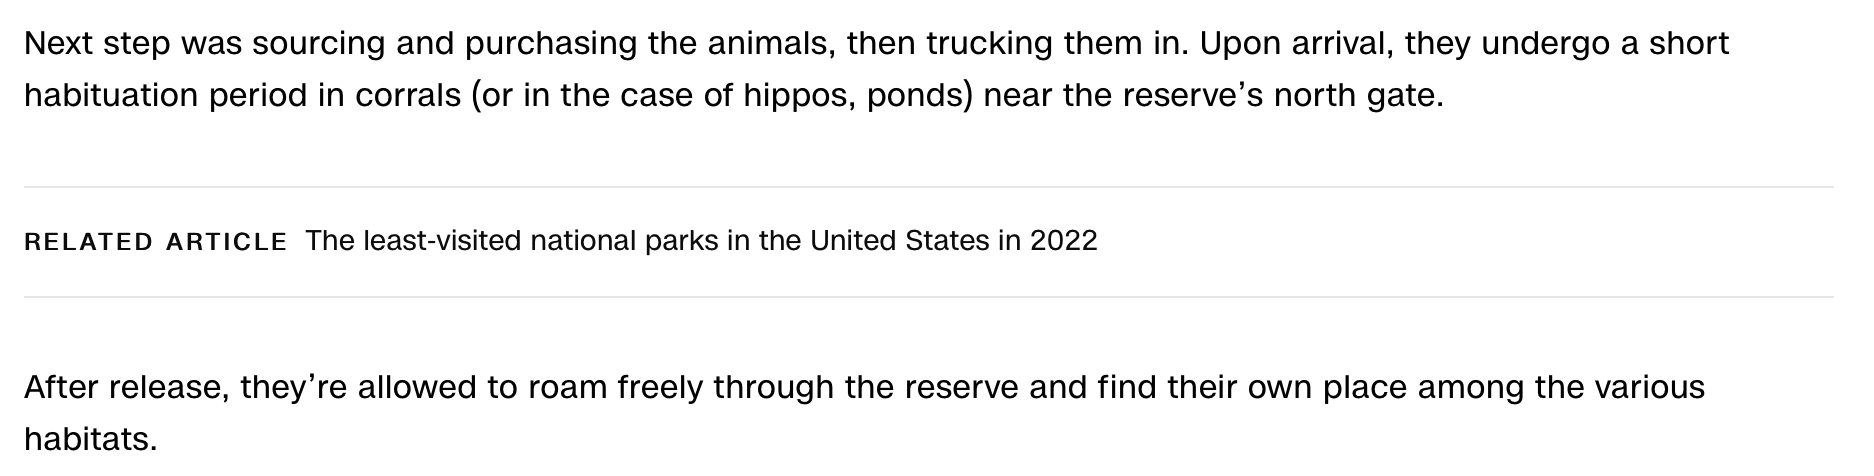 Next step was sourcing and purchasing the animals, then trucking them in. Upon arrival, they undergo a short
habituation period in corrals (or in the case of hippos, ponds) near the reserve’s north gate.
RELATED ARTICLE The least-visited national parks in the United States in 2022
After release, they’re allowed to roam freely through the reserve and find their own place among the various
habitats.